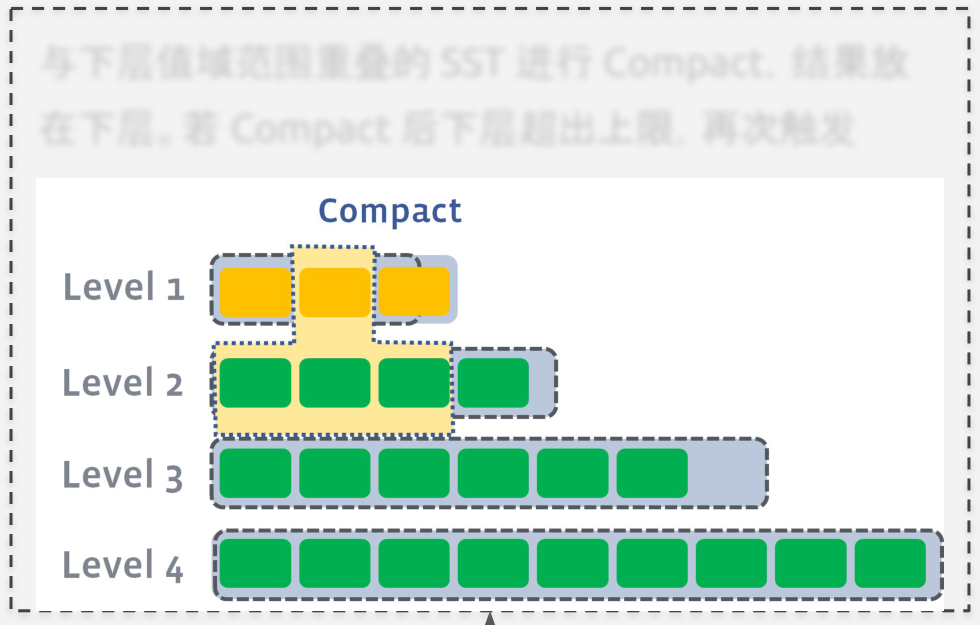 与下层值域范围重叠的 SST 进行 Compact，结果放
在下层。若 Compact 后下层超出上限，再次触发
Compact
Level 1
Level 2
Level 3
Level 4